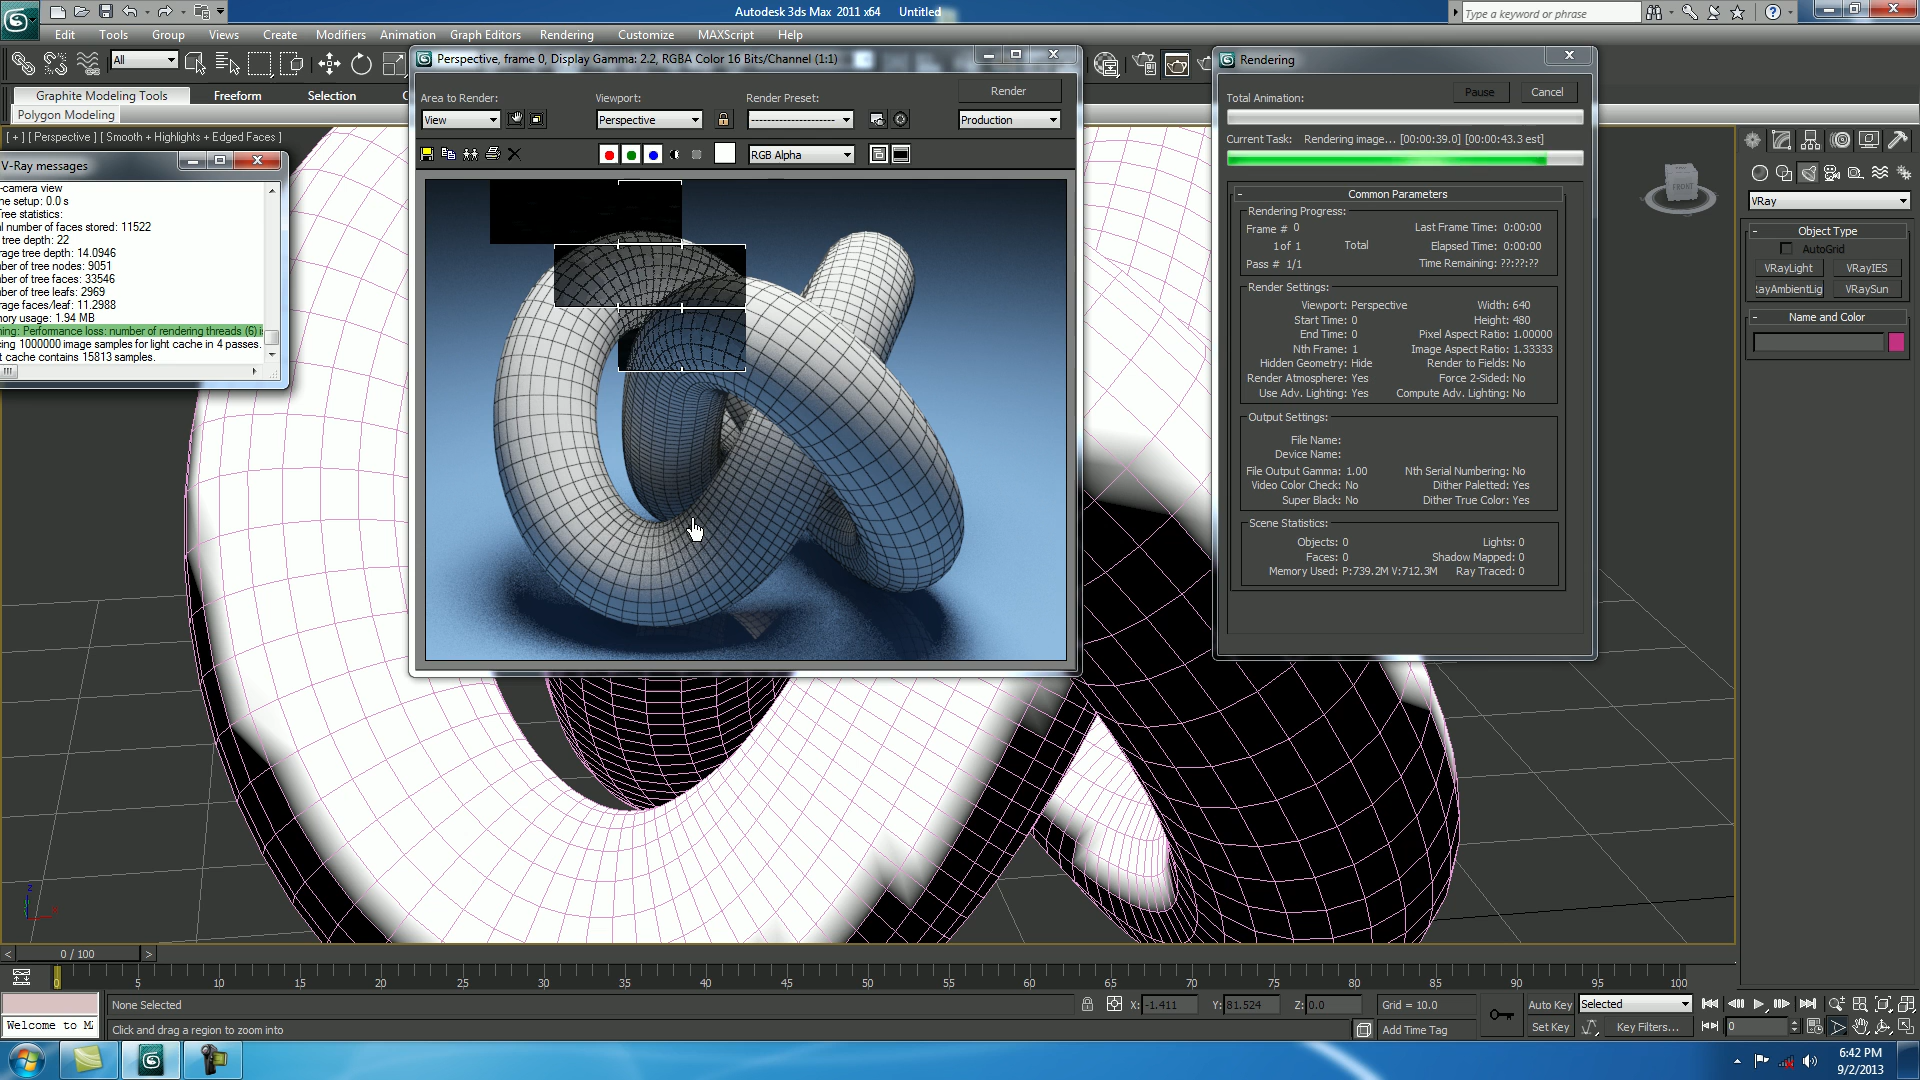 Autodesk 3ds Max 2011 x64 Untitled
Type a keyword or phrase
Edit Tools Group Views Create Modifiers Animation Graph Editors Rendering Customize MAXScript Help
All
Graphite Modeling Tools Freeform Selection
Polygon Modeling
[ + ] [ Perspective ] [ Smooth + Highlights + Edged Faces ]
V-Ray messages
-camera view
ne setup: 0.0 s
Tree statistics:
al number of faces stored: 11522
tree depth: 22
rage tree depth: 14.0946
nber of tree nodes: 9051
nber of tree faces: 33546
nber of tree leafs: 2969
rage faces/leaf: 11.2988
mory usage: 1.94 MB
ning: Performance loss: number of rendering threads (6) i
cing 1000000 image samples for light cache in 4 passes.
t cache contains 15813 samples.
Perspective, frame 0, Display Gamma: 2.2, RGBA Color 16 Bits/Channel (1:1)
Area to Render: Viewport: Render Preset: Render
View Perspective Production
RGB Alpha
Rendering
Total Animation: Pause Cancel
Current Task: Rendering image... [00:00:39.0] [00:00:43.3 est]
Common Parameters
Rendering Progress:
Frame # 0 Last Frame Time: 0:00:00
1 of 1 Total Elapsed Time: 0:00:00
Pass # 1/1 Time Remaining: ??:??:??
Render Settings:
Viewport: Perspective Width: 640
Start Time: 0 Height: 480
End Time: 0 Pixel Aspect Ratio: 1.00000
Nth Frame: 1 Image Aspect Ratio: 1.33333
Hidden Geometry: Hide Render to Fields: No
Render Atmosphere: Yes Force 2-Sided: No
Use Adv. Lighting: Yes Compute Adv. Lighting: No
Output Settings:
File Name:
Device Name:
File Output Gamma: 1.00 Nth Serial Numbering: No
Video Color Check: No Dither Paletted: Yes
Super Black: No Dither True Color: Yes
Scene Statistics:
Objects: 0 Lights: 0
Faces: 0 Shadow Mapped: 0
Memory Used: P:739.2M V:712.3M Ray Traced: 0
FRONT
VRay
Object Type
AutoGrid
VRayLight VRayIES
RayAmbientLig VRaySun
Name and Color
z
0 / 100
0 5 10 15 20 25 30 35 40 45 50 55 60 65 70 75 80 85 90 95 100
None Selected X: -1.411 Y: 81.524 Z: 0.0 Grid = 10.0 Auto Key Selected
Welcome to MA Click and drag a region to zoom into Add Time Tag Set Key Key Filters... 0
6:42 PM
9/2/2013